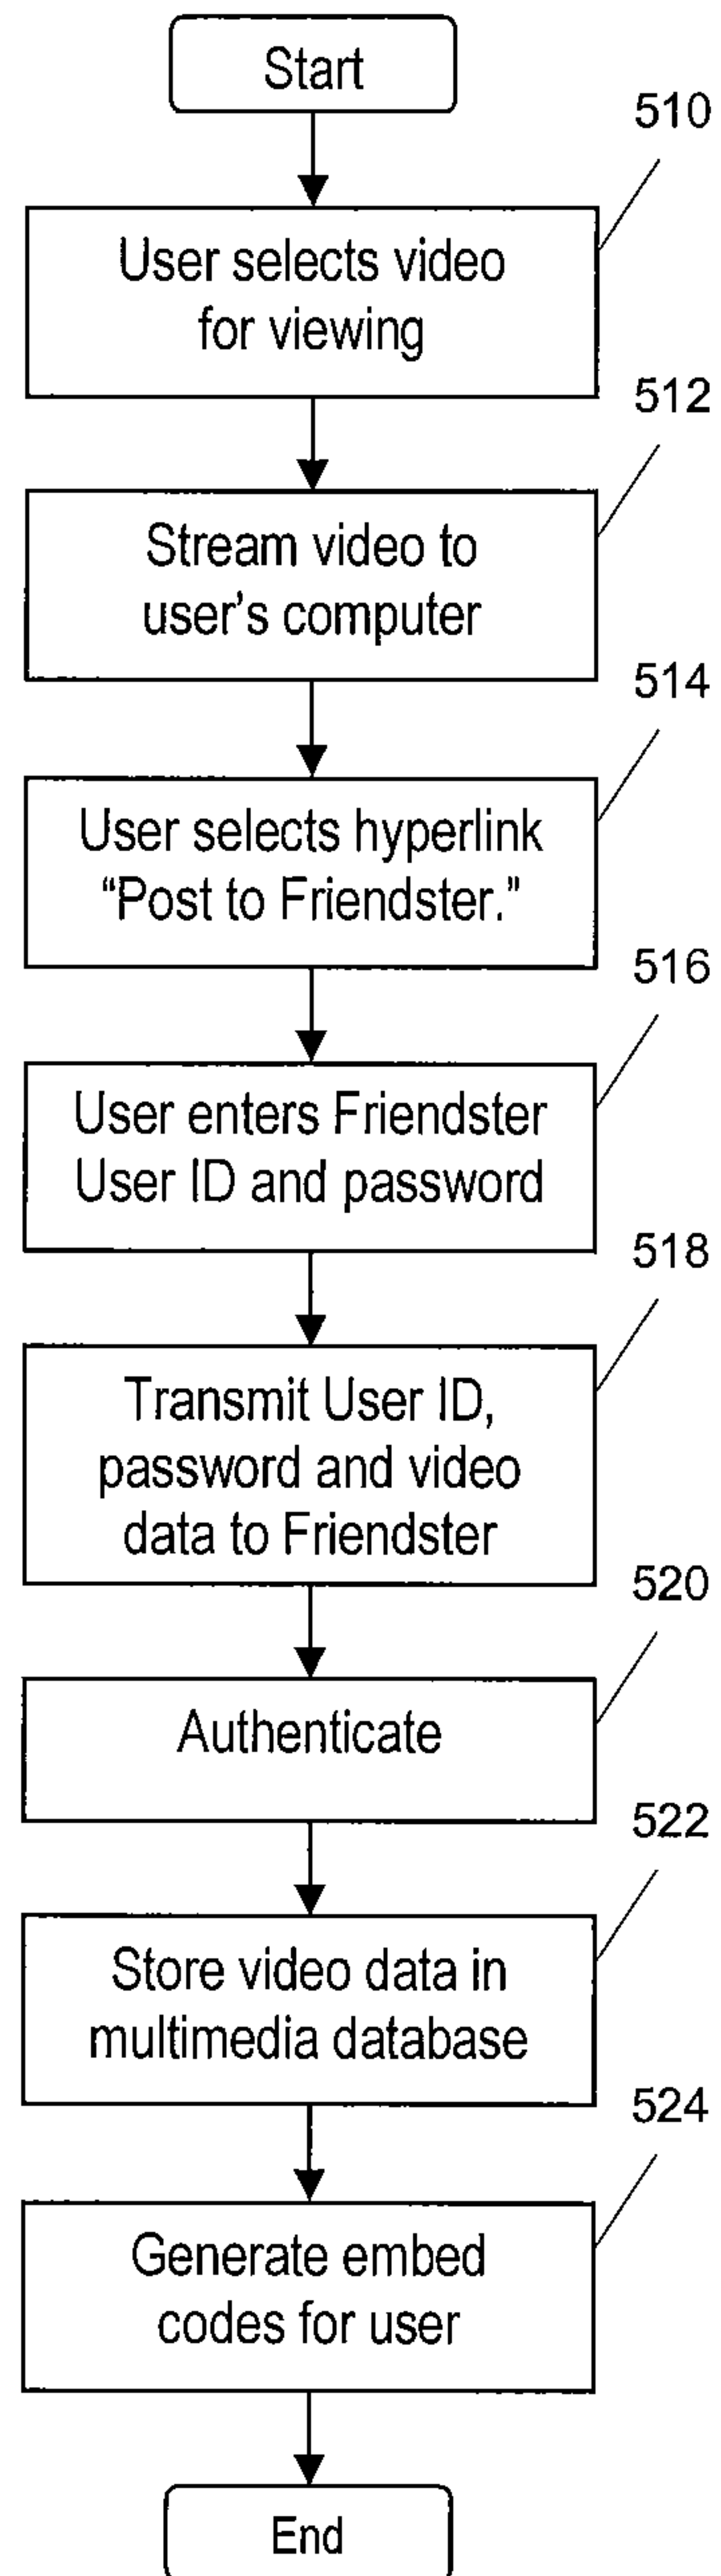 Start
510
User selects video
for viewing
512
Stream video to
user's computer
514
User selects hyperlink
“Post to Friendster.”
516
User enters Friendster
User ID and password
518
Transmit User ID,
password and video
data to Friendster
520
Authenticate
522
Store video data in
multimedia database
524
Generate embed
codes for user
End